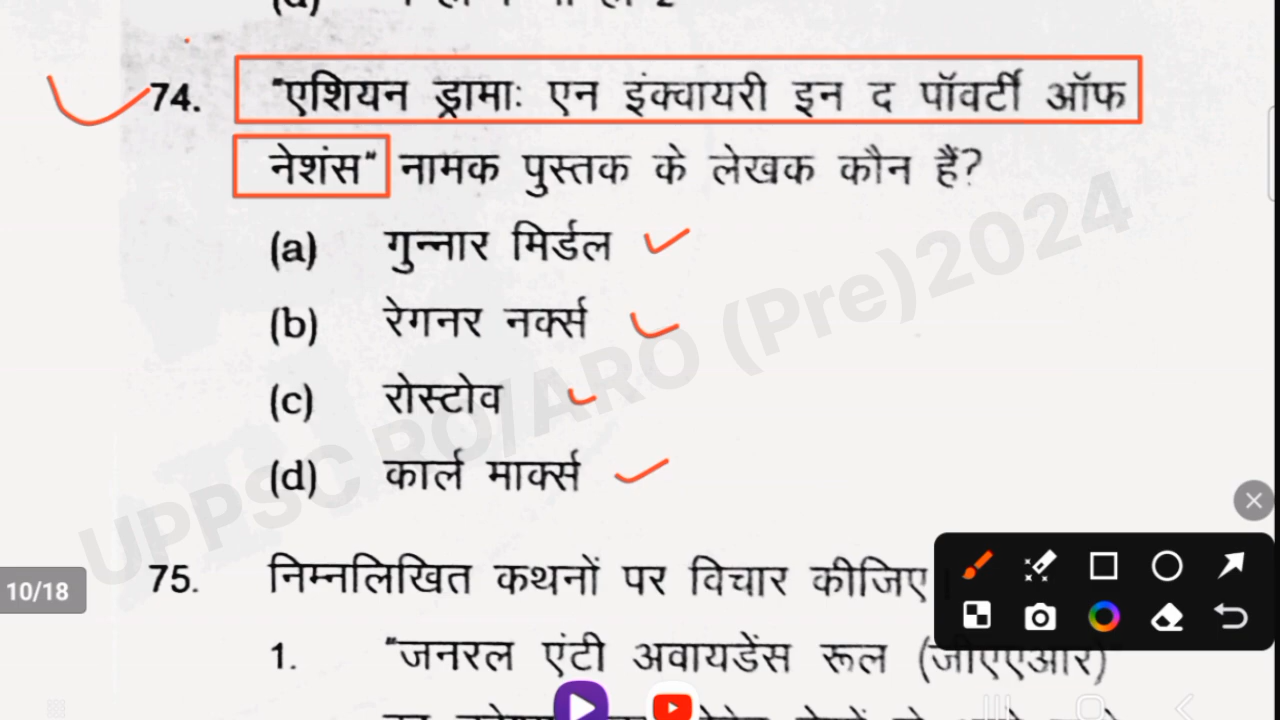 74. "एशियन ड्रामाः एन इंक्वायरी इन द पॉवर्टी ऑफ
नेशंस" नामक पुस्तक के लेखक कौन हैं?
(a) गुन्नार मिर्डल
(b) रेगनर नर्क्स
(c) रोस्टोव
(d) कार्ल मार्क्स
UPPSC RO/ARO (Pre)2024
75. निम्नलिखित कथनों पर विचार कीजिए।
10/18
1. "जनरल एंटी अवायडेंस रूल (जीएएआर)"